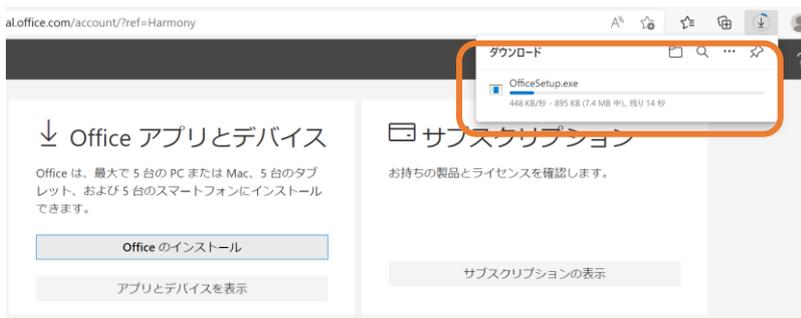 al.office.com/account/?ref=Harmony
ダウンロード
OfficeSetup.exe
448 KB/秒 - 895 KB (7.4 MB 中)、残り 14 秒
Office アプリとデバイス
Office は、最大で 5 台の PC または Mac、5 台のタブ
レット、および 5 台のスマートフォンにインストール
できます。
Office のインストール
アプリとデバイスを表示
サブスクリプション
お持ちの製品とライセンスを確認します。
サブスクリプションの表示